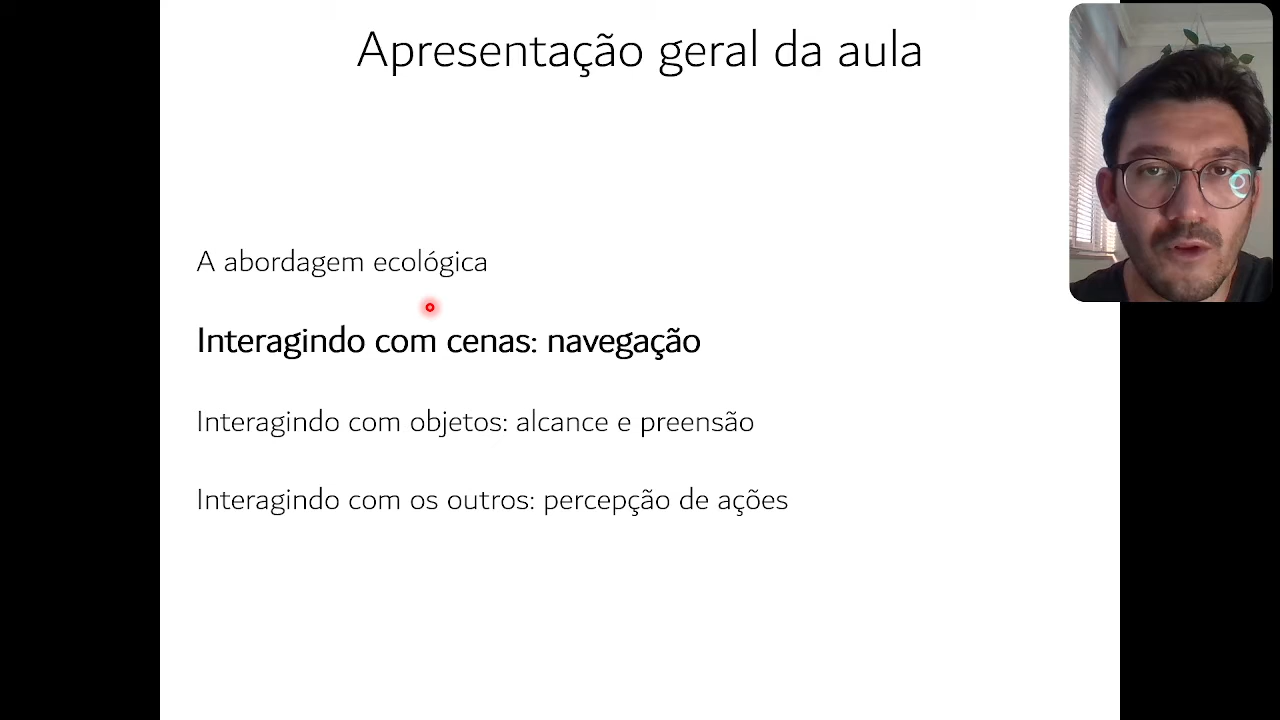 Apresentação geral da aula
A abordagem ecológica
Interagindo com cenas: navegação
Interagindo com objetos: alcance e preensão
Interagindo com os outros: percepção de ações